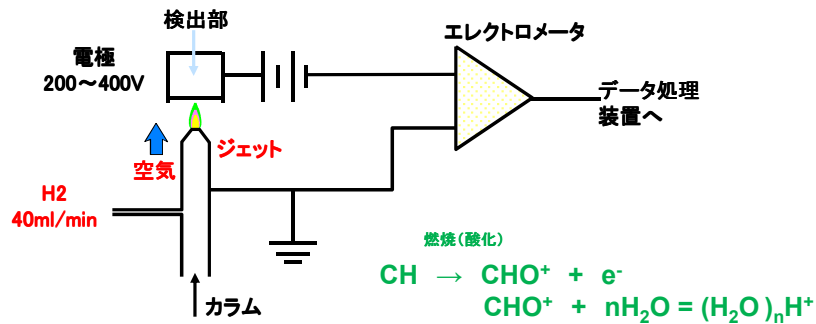 検出部
電極
200～400V
エレクトロメータ
データ処理
装置へ
ジェット
空気
H2
40ml/min
カラム
燃焼（酸化）
CH → CHO⁺ + e⁻
CHO⁺ + nH₂O = (H₂O)ₙH⁺